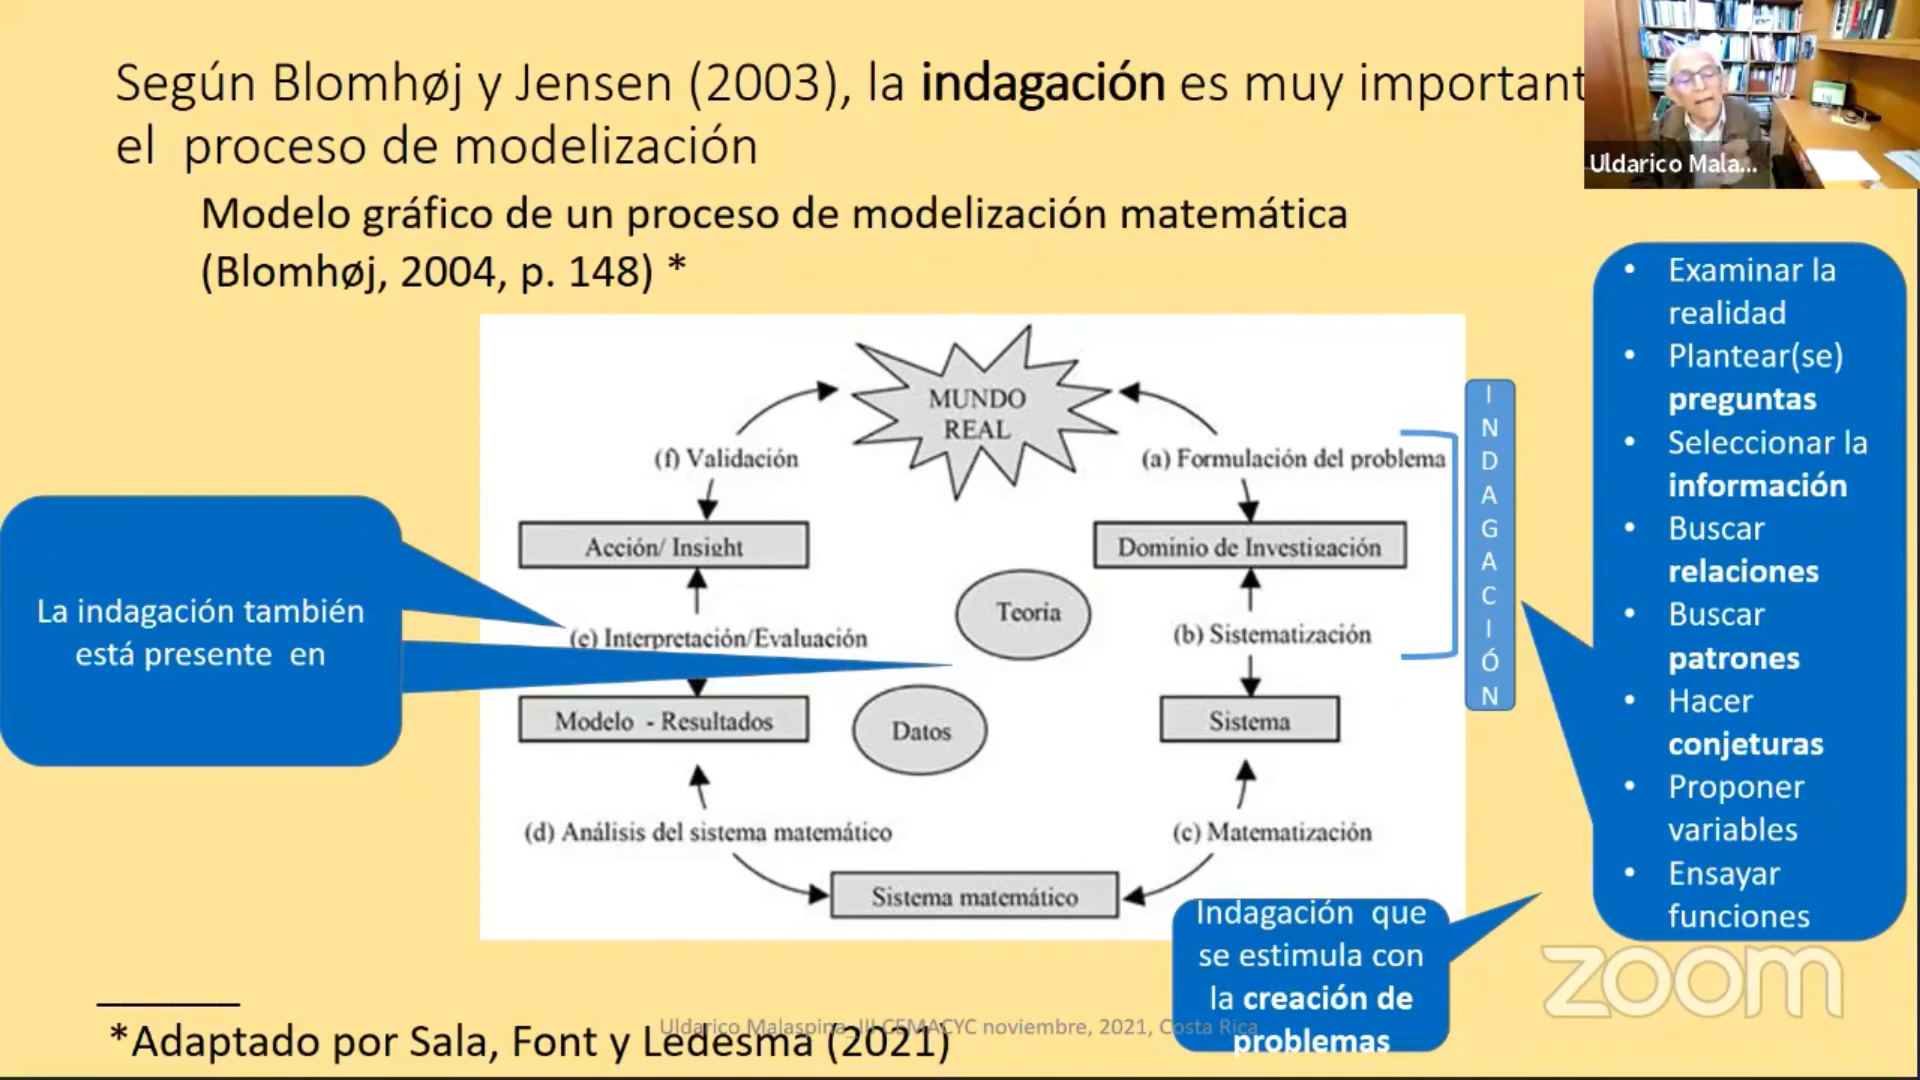 Según Blomhøj y Jensen (2003), la indagación es muy important
el proceso de modelización
Uldarico Mala...
Modelo gráfico de un proceso de modelización matemática
(Blomhøj, 2004, p. 148) *
MUNDO
REAL
(f) Validación
(a) Formulación del problema
Acción/ Insight
Dominio de Investigación
Teoría
(e) Interpretación/Evaluación
(b) Sistematización
Modelo - Resultados
Datos
Sistema
(d) Análisis del sistema matemático
(c) Matematización
Sistema matemático
INDAGACIÓN
La indagación también
está presente en
• Examinar la
realidad
• Plantear(se)
preguntas
• Seleccionar la
información
• Buscar
relaciones
• Buscar
patrones
• Hacer
conjeturas
• Proponer
variables
• Ensayar
funciones
Indagación que
se estimula con
la creación de
problemas
zoom
Uldarico Malaspina_III CEMACYC noviembre, 2021, Costa Rica
*Adaptado por Sala, Font y Ledesma (2021)